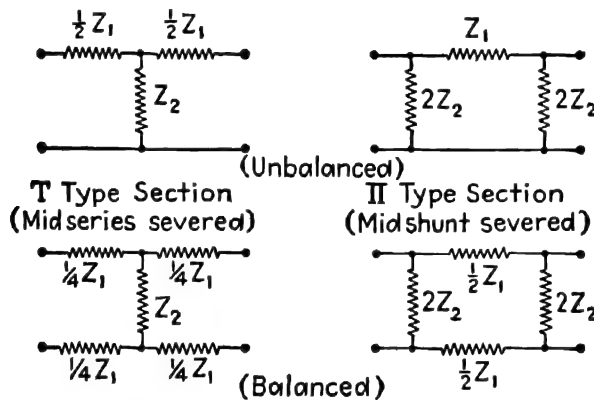 ½Z₁ ½Z₁
Z₂
Z₁
2Z₂ 2Z₂
(Unbalanced)
T Type Section
(Midseries severed)
Π Type Section
(Midshunt severed)
¼Z₁ ¼Z₁
Z₂
¼Z₁ ¼Z₁
½Z₁
2Z₂ 2Z₂
½Z₁
(Balanced)